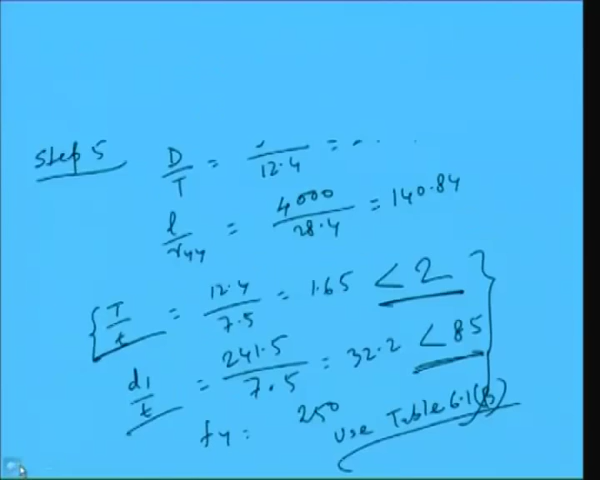 Step 5
D/T = /12.4 =
l/ryy = 4000/28.4 = 140.84
{T/t = 12.4/7.5 = 1.65 < 2}
d1/t = 241.5/7.5 = 32.2 < 85
fy = 250
use Table 6.1(B)